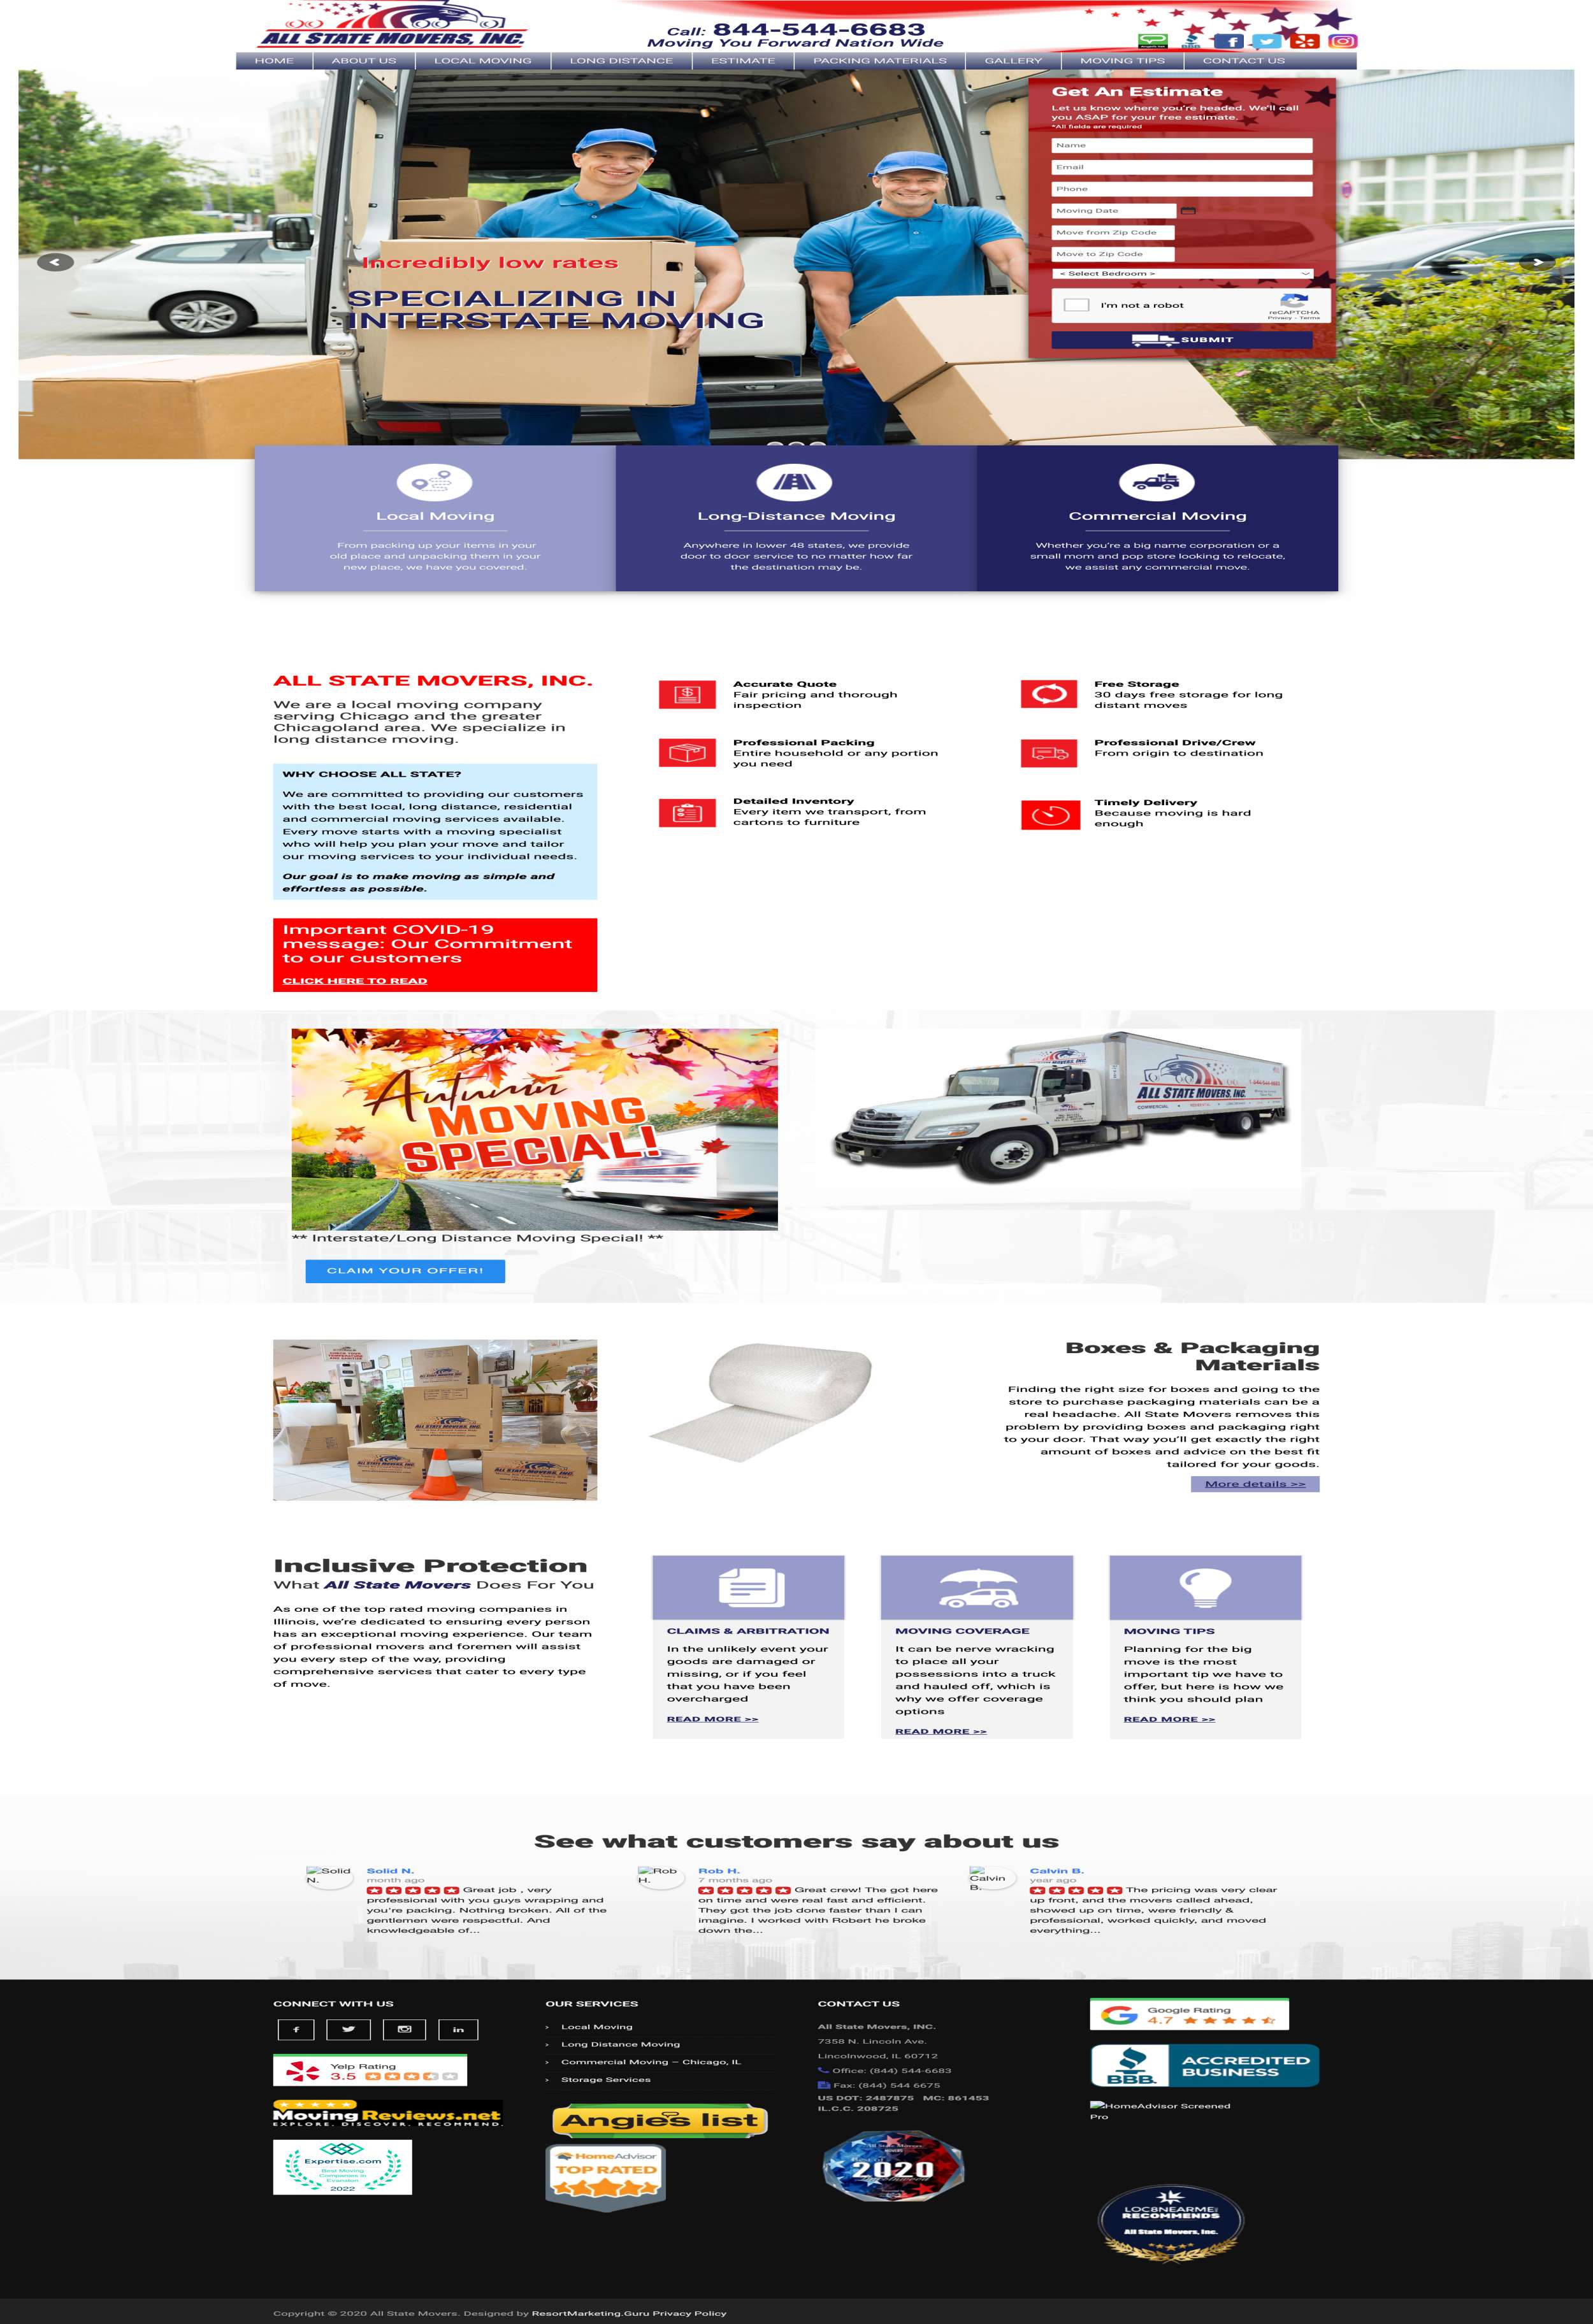 ALL STATE MOVERS, INC.
Call: 844-544-6683
Moving You Forward Nation Wide
HOME
ABOUT US
LOCAL MOVING
LONG DISTANCE
ESTIMATE
PACKING MATERIALS
GALLERY
MOVING TIPS
CONTACT US
Incredibly low rates
SPECIALIZING IN
INTERSTATE MOVING
Get An Estimate
Let us know where you're headed. We'll call
you ASAP for your free estimate.
*All fields are required
Name
Email
Phone
Moving Date
Move from Zip Code
Move to Zip Code
< Select Bedroom >
I'm not a robot
reCAPTCHA
Privacy - Terms
SUBMIT
Local Moving
From packing up your items in your
old place and unpacking them in your
new place, we have you covered.
Long-Distance Moving
Anywhere in lower 48 states, we provide
door to door service to no matter how far
the destination may be.
Commercial Moving
Whether you're a big name corporation or a
small mom and pop store looking to relocate,
we assist any commercial move.
ALL STATE MOVERS, INC.
We are a local moving company
serving Chicago and the greater
Chicagoland area. We specialize in
long distance moving.
WHY CHOOSE ALL STATE?
We are committed to providing our customers
with the best local, long distance, residential
and commercial moving services available.
Every move starts with a moving specialist
who will help you plan your move and tailor
our moving services to your individual needs.
Our goal is to make moving as simple and
effortless as possible.
Important COVID-19
message: Our Commitment
to our customers
CLICK HERE TO READ
Accurate Quote
Fair pricing and thorough
inspection
Professional Packing
Entire household or any portion
you need
Detailed Inventory
Every item we transport, from
cartons to furniture
Free Storage
30 days free storage for long
distant moves
Professional Drive/Crew
From origin to destination
Timely Delivery
Because moving is hard
enough
Autumn
MOVING
SPECIAL!
** Interstate/Long Distance Moving Special! **
CLAIM YOUR OFFER!
ALL STATE MOVERS, INC.
COMMERCIAL
BIG
ALL STATE MOVERS, INC.
ALL STATE MOVERS, INC.
ALL STATE MOVERS, INC.
Boxes & Packaging
Materials
Finding the right size for boxes and going to the
store to purchase packaging materials can be a
real headache. All State Movers removes this
problem by providing boxes and packaging right
to your door. That way you'll get exactly the right
amount of boxes and advice on the best fit
tailored for your goods.
More details >>
Inclusive Protection
What All State Movers Does For You
As one of the top rated moving companies in
Illinois, we're dedicated to ensuring every person
has an exceptional moving experience. Our team
of professional movers and foremen will assist
you every step of the way, providing
comprehensive services that cater to every type
of move.
CLAIMS & ARBITRATION
In the unlikely event your
goods are damaged or
missing, or if you feel
that you have been
overcharged
READ MORE >>
MOVING COVERAGE
It can be nerve wracking
to place all your
possessions into a truck
and hauled off, which is
why we offer coverage
options
READ MORE >>
MOVING TIPS
Planning for the big
move is the most
important tip we have to
offer, but here is how we
think you should plan
READ MORE >>
See what customers say about us
Solid
N.
Solid N.
month ago
Great job , very
professional with you guys wrapping and
you're packing. Nothing broken. All of the
gentlemen were respectful. And
knowledgeable of...
Rob
H.
Rob H.
7 months ago
Great crew! The got here
on time and were real fast and efficient.
They got the job done faster than I can
imagine. I worked with Robert he broke
down the...
Calvin
B.
Calvin B.
year ago
The pricing was very clear
up front, and the movers called ahead,
showed up on time, were friendly &
professional, worked quickly, and moved
everything...
CONNECT WITH US
Yelp Rating
3.5
MovingReviews.net
EXPLORE. DISCOVER. RECOMMEND.
Expertise.com
Best Moving
Companies in
Evanston
2022
OUR SERVICES
> Local Moving
> Long Distance Moving
> Commercial Moving – Chicago, IL
> Storage Services
Angie's list
HomeAdvisor
TOP RATED
CONTACT US
All State Movers, INC.
7358 N. Lincoln Ave.
Lincolnwood, IL 60712
Office: (844) 544-6683
Fax: (844) 544 6675
US DOT: 2487875 MC: 861453
IL.C.C. 208725
All State Movers
MOVERS
2020
Google Rating
4.7
BBB.
ACCREDITED
BUSINESS
HomeAdvisor Screened
Pro
LOC8NEARME
RECOMMENDS
All State Movers, Inc.
Copyright © 2020 All State Movers. Designed by ResortMarketing.Guru Privacy Policy